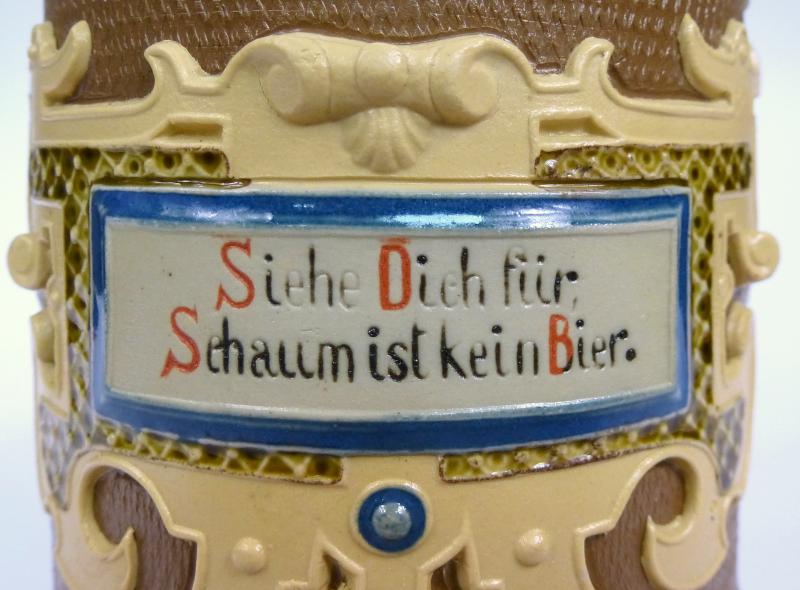 Siehe Dich für,
Schaum ist kein Bier.